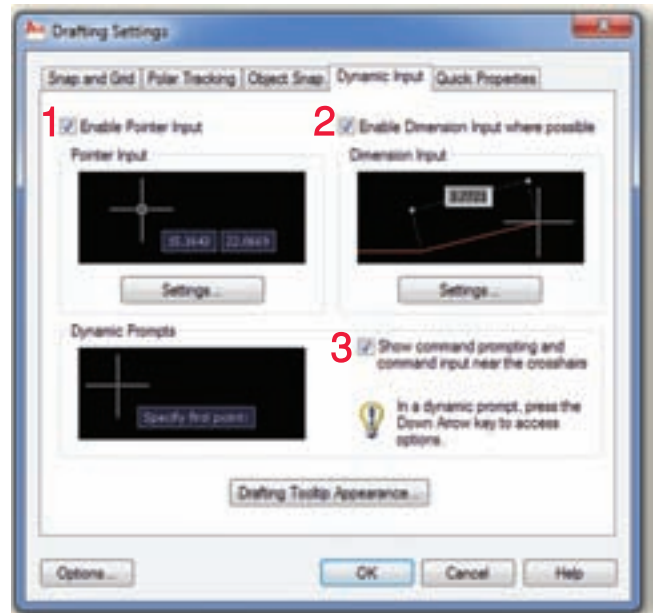 Drafting Settings
Snap and Grid Polar Tracking Object Snap Dynamic Input Quick Properties
1 Enable Pointer Input
2 Enable Dimension Input where possible
Pointer Input
Dimension Input
Settings...
Settings...
Dynamic Prompts
Specify first point:
3 Show command prompting and
command input near the crosshairs
In a dynamic prompt, press the
Down Arrow key to access
options.
Drafting Tooltip Appearance...
Options...
OK
Cancel
Help